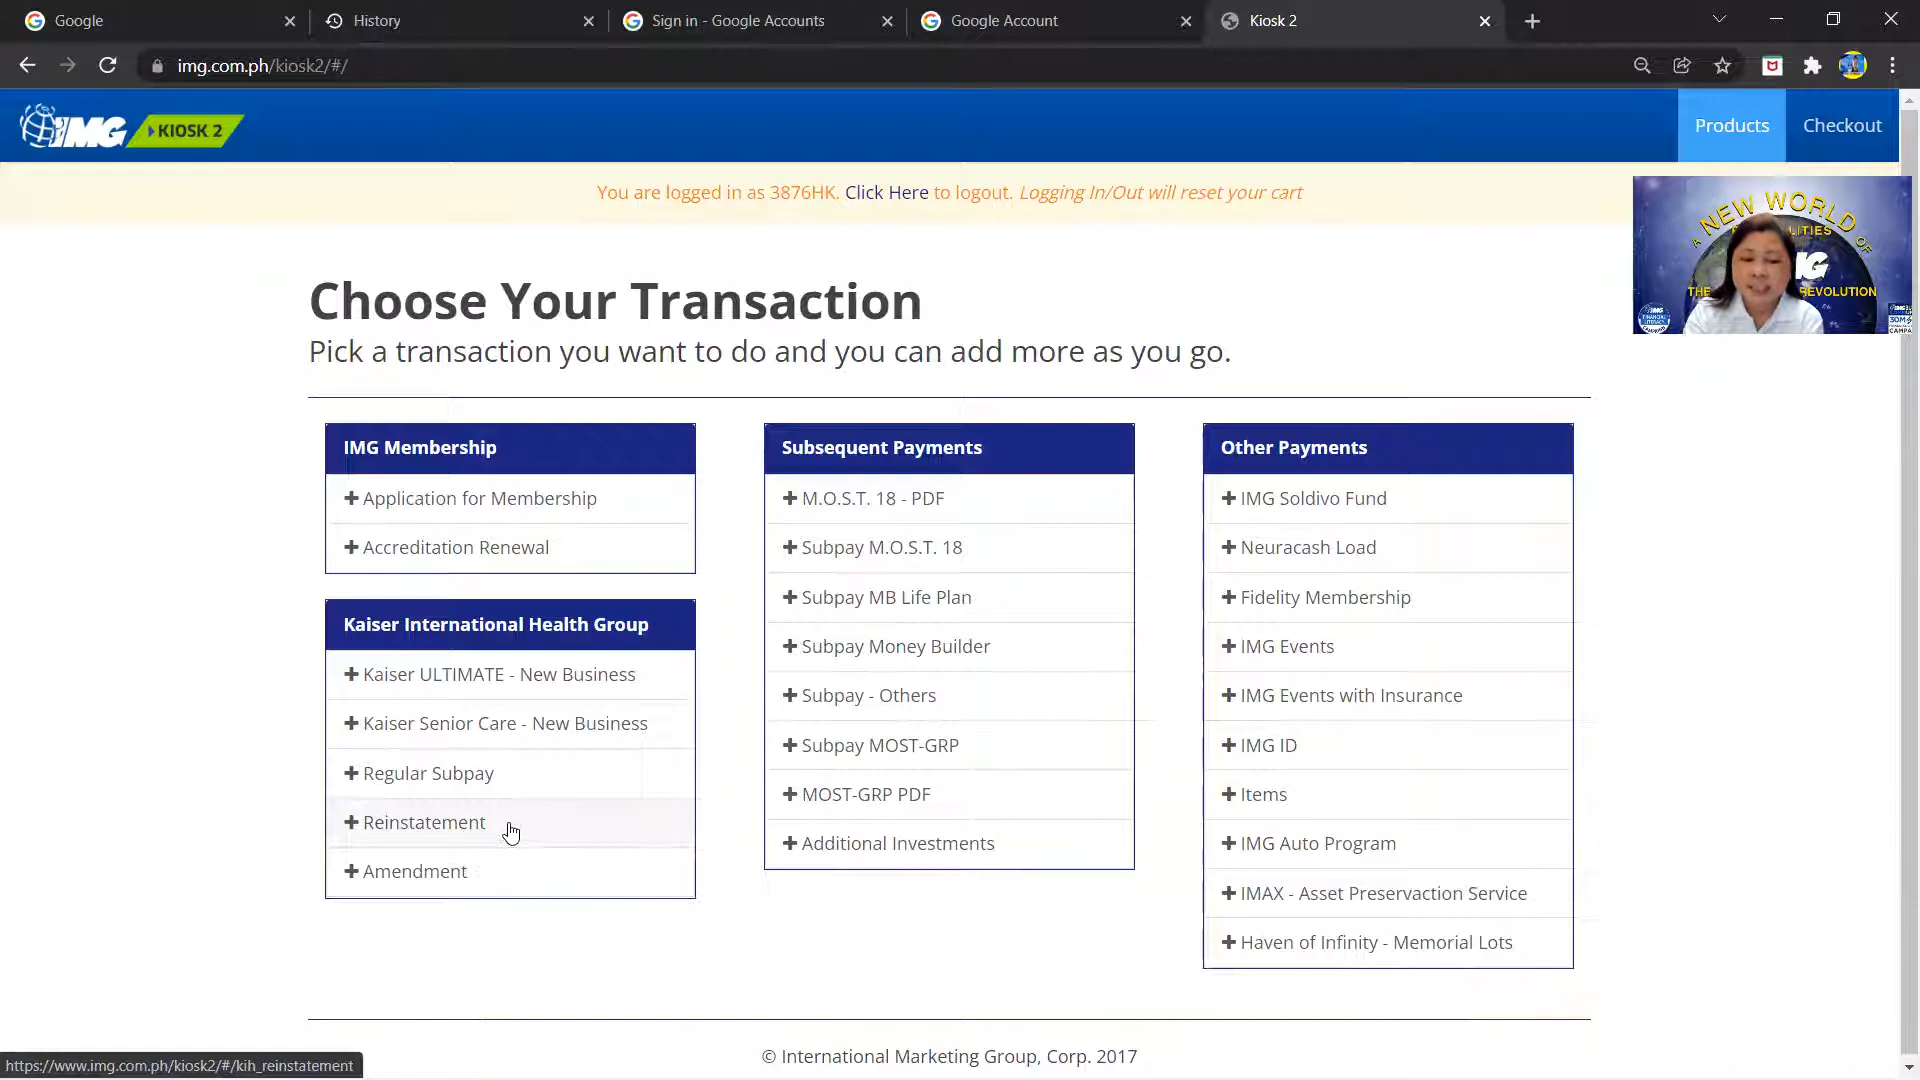 Google
History
Sign in - Google Accounts
Google Account
Kiosk 2
img.com.ph/kiosk2/#/
IMG
KIOSK 2
Products
Checkout
You are logged in as 3876HK. Click Here to logout. Logging In/Out will reset your cart
Choose Your Transaction
Pick a transaction you want to do and you can add more as you go.
IMG Membership
Application for Membership
Accreditation Renewal
Kaiser International Health Group
Kaiser ULTIMATE - New Business
Kaiser Senior Care - New Business
Regular Subpay
Reinstatement
Amendment
Subsequent Payments
M.O.S.T. 18 - PDF
Subpay M.O.S.T. 18
Subpay MB Life Plan
Subpay Money Builder
Subpay - Others
Subpay MOST-GRP
MOST-GRP PDF
Additional Investments
Other Payments
IMG Soldivo Fund
Neuracash Load
Fidelity Membership
IMG Events
IMG Events with Insurance
IMG ID
Items
IMG Auto Program
IMAX - Asset Preservaction Service
Haven of Infinity - Memorial Lots
A NEW WORLD OF
THE
EVOLUTION
© International Marketing Group, Corp. 2017
https://www.img.com.ph/kiosk2/#/kih_reinstatement